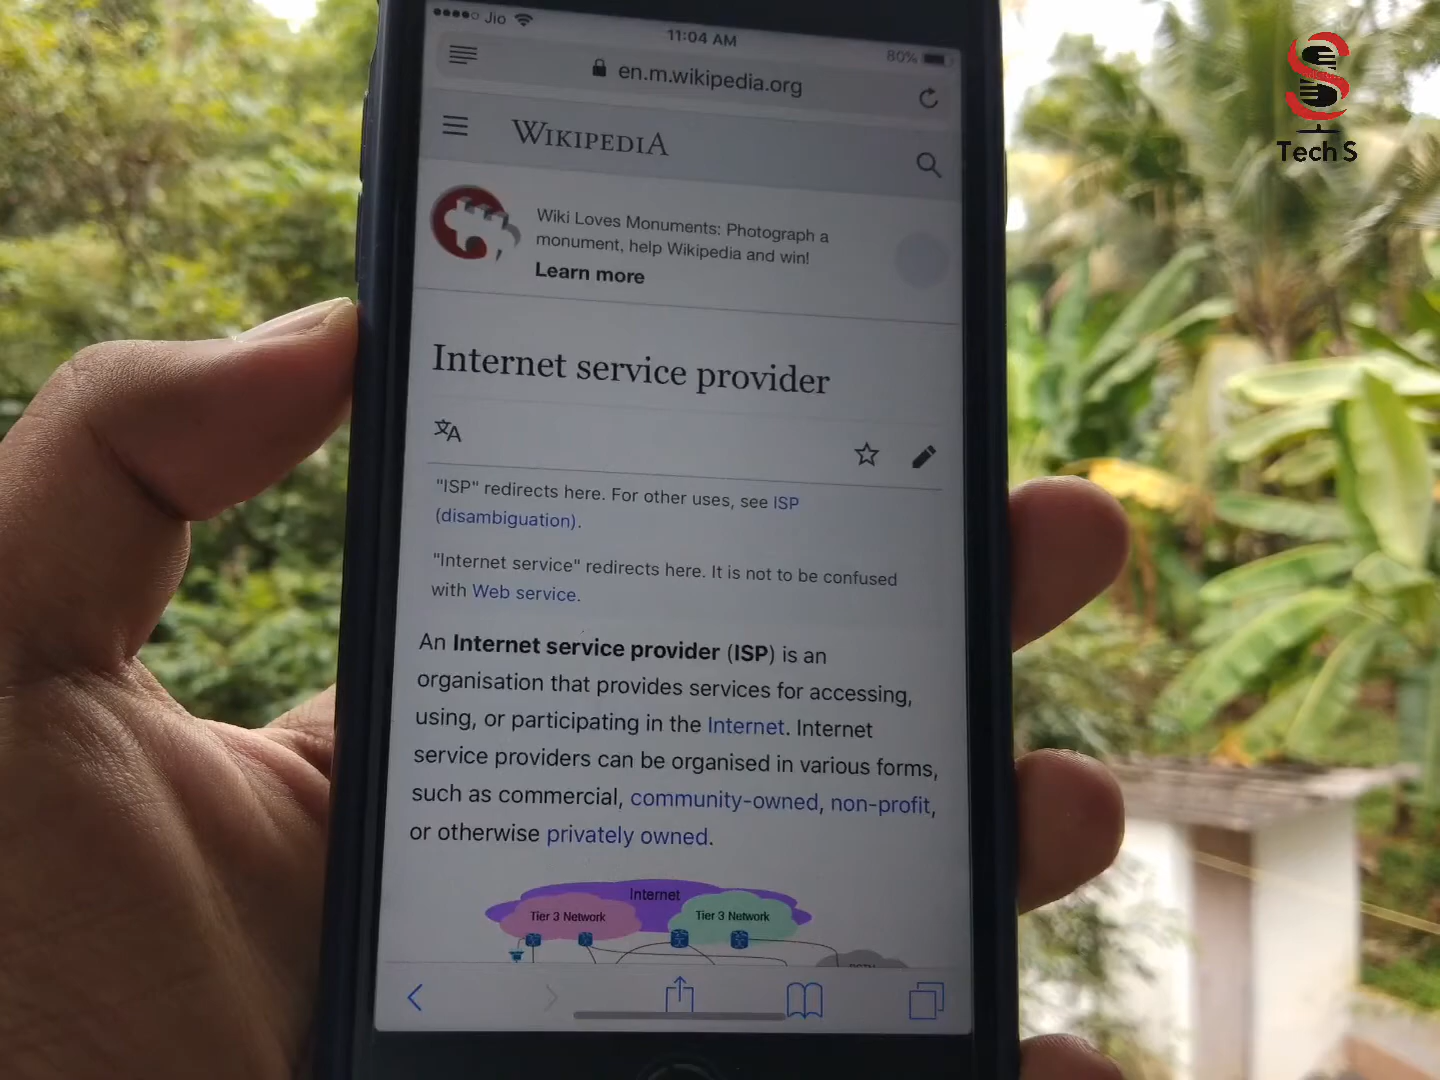 Jio
11:04 AM
80%
en.m.wikipedia.org
WIKIPEDIA
Tech S
Wiki Loves Monuments: Photograph a
monument, help Wikipedia and win!
Learn more
Internet service provider
文A
"ISP" redirects here. For other uses, see ISP
(disambiguation).
"Internet service" redirects here. It is not to be confused
with Web service.
An Internet service provider (ISP) is an
organisation that provides services for accessing,
using, or participating in the Internet. Internet
service providers can be organised in various forms,
such as commercial, community-owned, non-profit,
or otherwise privately owned.
Internet
Tier 3 Network
Tier 3 Network